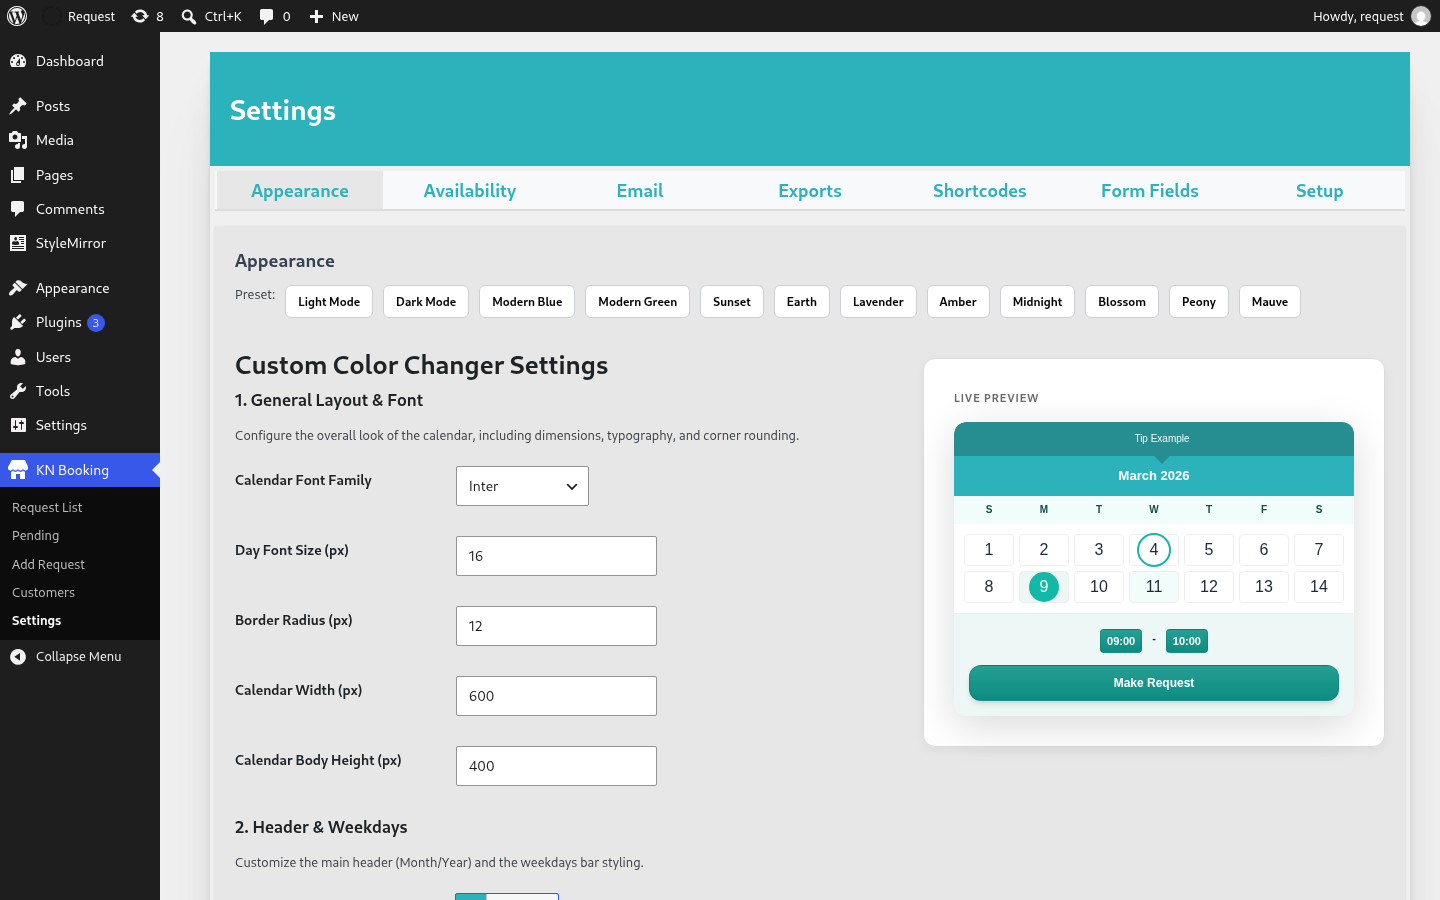 Request
8
Ctrl+K
0
New
Howdy, request
Dashboard
Posts
Media
Pages
Comments
StyleMirror
Appearance
Plugins 3
Users
Tools
Settings
KN Booking
Request List
Pending
Add Request
Customers
Settings
Collapse Menu
Settings
Appearance Availability Email Exports Shortcodes Form Fields Setup
Appearance
Preset: Light Mode Dark Mode Modern Blue Modern Green Sunset Earth Lavender Amber Midnight Blossom Peony Mauve
Custom Color Changer Settings
1. General Layout & Font
Configure the overall look of the calendar, including dimensions, typography, and corner rounding.
Calendar Font Family Inter
Day Font Size (px) 16
Border Radius (px) 12
Calendar Width (px) 600
Calendar Body Height (px) 400
2. Header & Weekdays
Customize the main header (Month/Year) and the weekdays bar styling.
LIVE PREVIEW
Tip Example
March 2026
S M T W T F S
1 2 3 4 5 6 7
8 9 10 11 12 13 14
09:00 - 10:00
Make Request